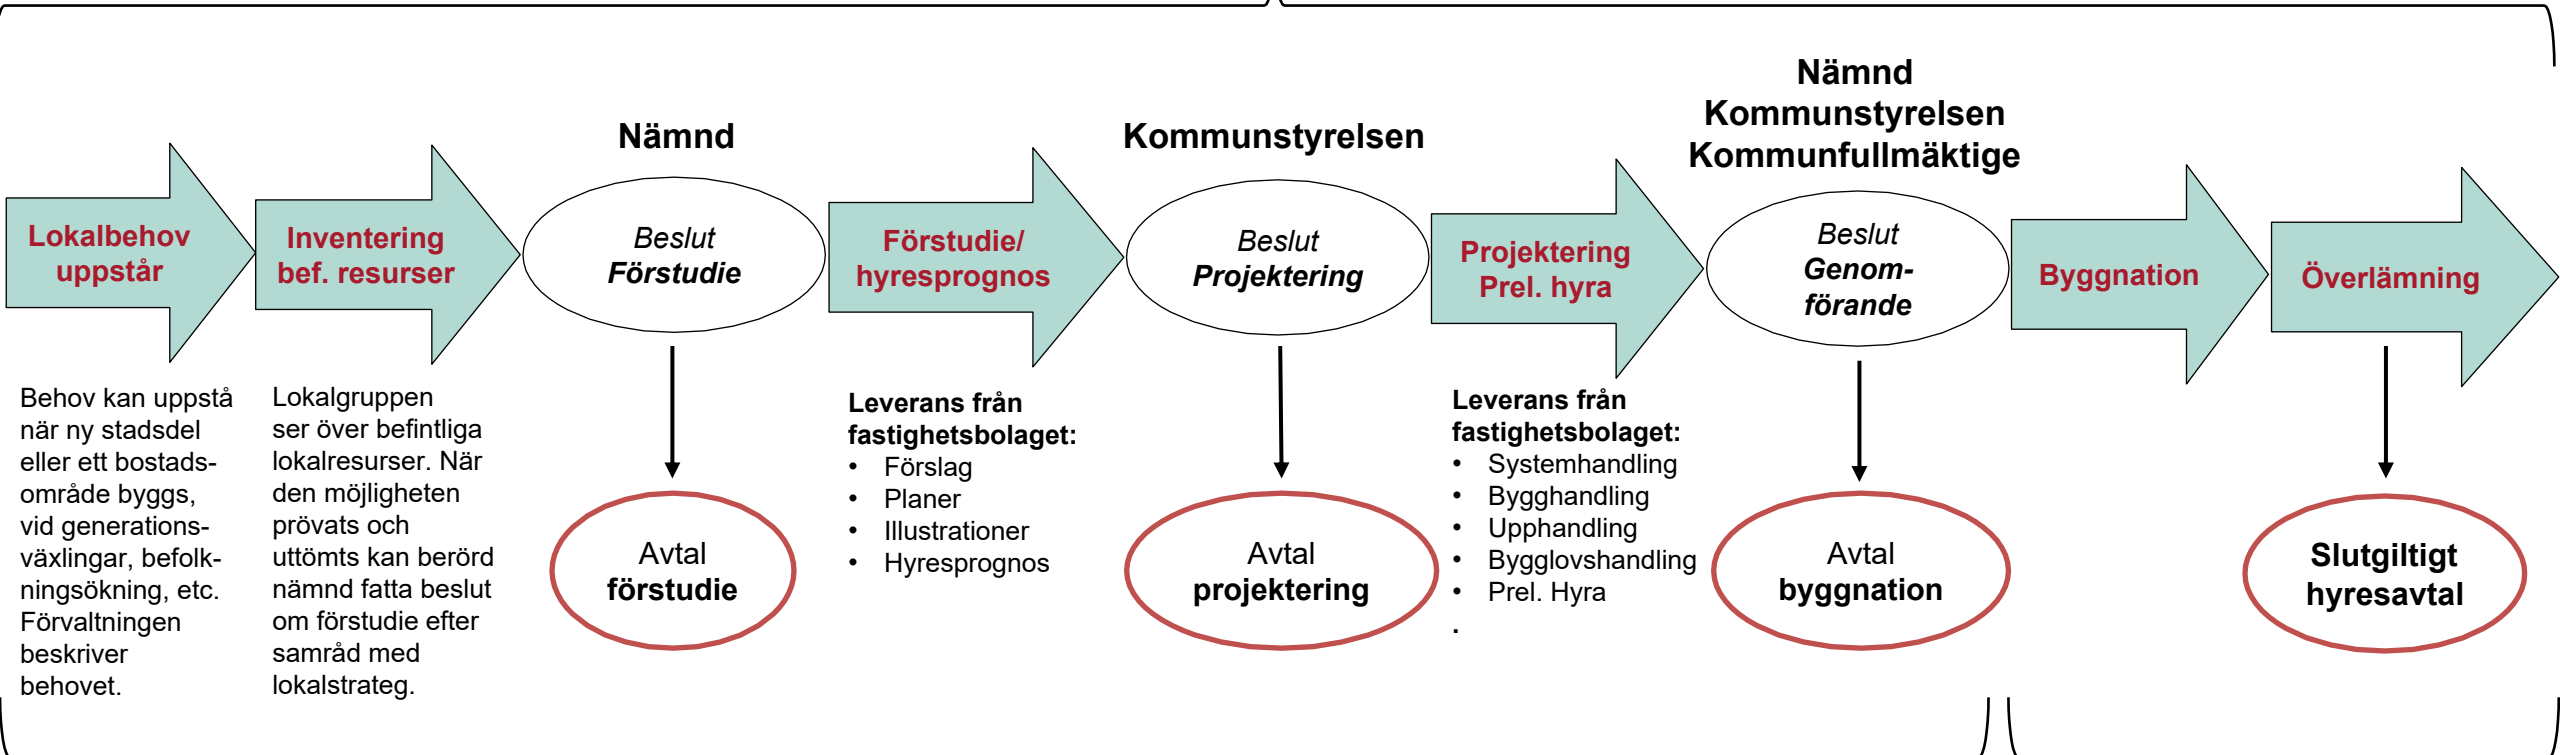 Lokalbehov
uppstår
Behov kan uppstå
när ny stadsdel
eller ett bostads-
område byggs,
vid generations-
växlingar, befolk-
ningsökning, etc.
Förvaltningen
beskriver
behovet.
Inventering
bef. resurser
Lokalgruppen
ser över befintliga
lokalresurser. När
den möjligheten
prövats och
uttömts kan berörd
nämnd fatta beslut
om förstudie efter
samråd med
lokalstrateg.
Nämnd
Beslut
Förstudie
Avtal
förstudie
Förstudie/
hyresprognos
Leverans från
fastighetsbolaget:
• Förslag
• Planer
• Illustrationer
• Hyresprognos
Kommunstyrelsen
Beslut
Projektering
Avtal
projektering
Projektering
Prel. hyra
Leverans från
fastighetsbolaget:
• Systemhandling
• Bygghandling
• Upphandling
• Bygglovshandling
• Prel. Hyra
.
Nämnd
Kommunstyrelsen
Kommunfullmäktige
Beslut
Genom-
förande
Avtal
byggnation
Byggnation
Överlämning
Slutgiltigt
hyresavtal